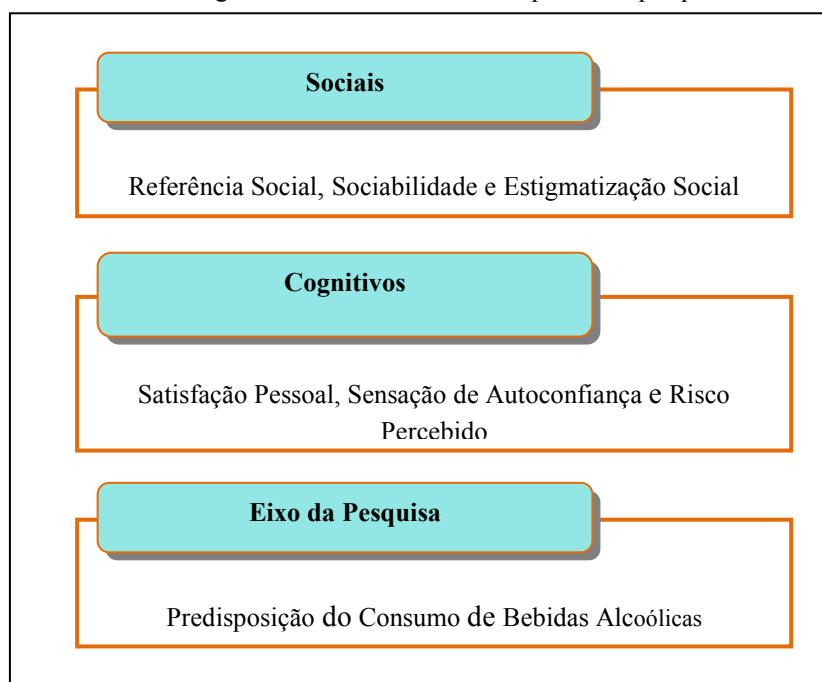 Sociais
Referência Social, Sociabilidade e Estigmatização Social
Cognitivos
Satisfação Pessoal, Sensação de Autoconfiança e Risco
Percebido
Eixo da Pesquisa
Predisposição do Consumo de Bebidas Alcoólicas